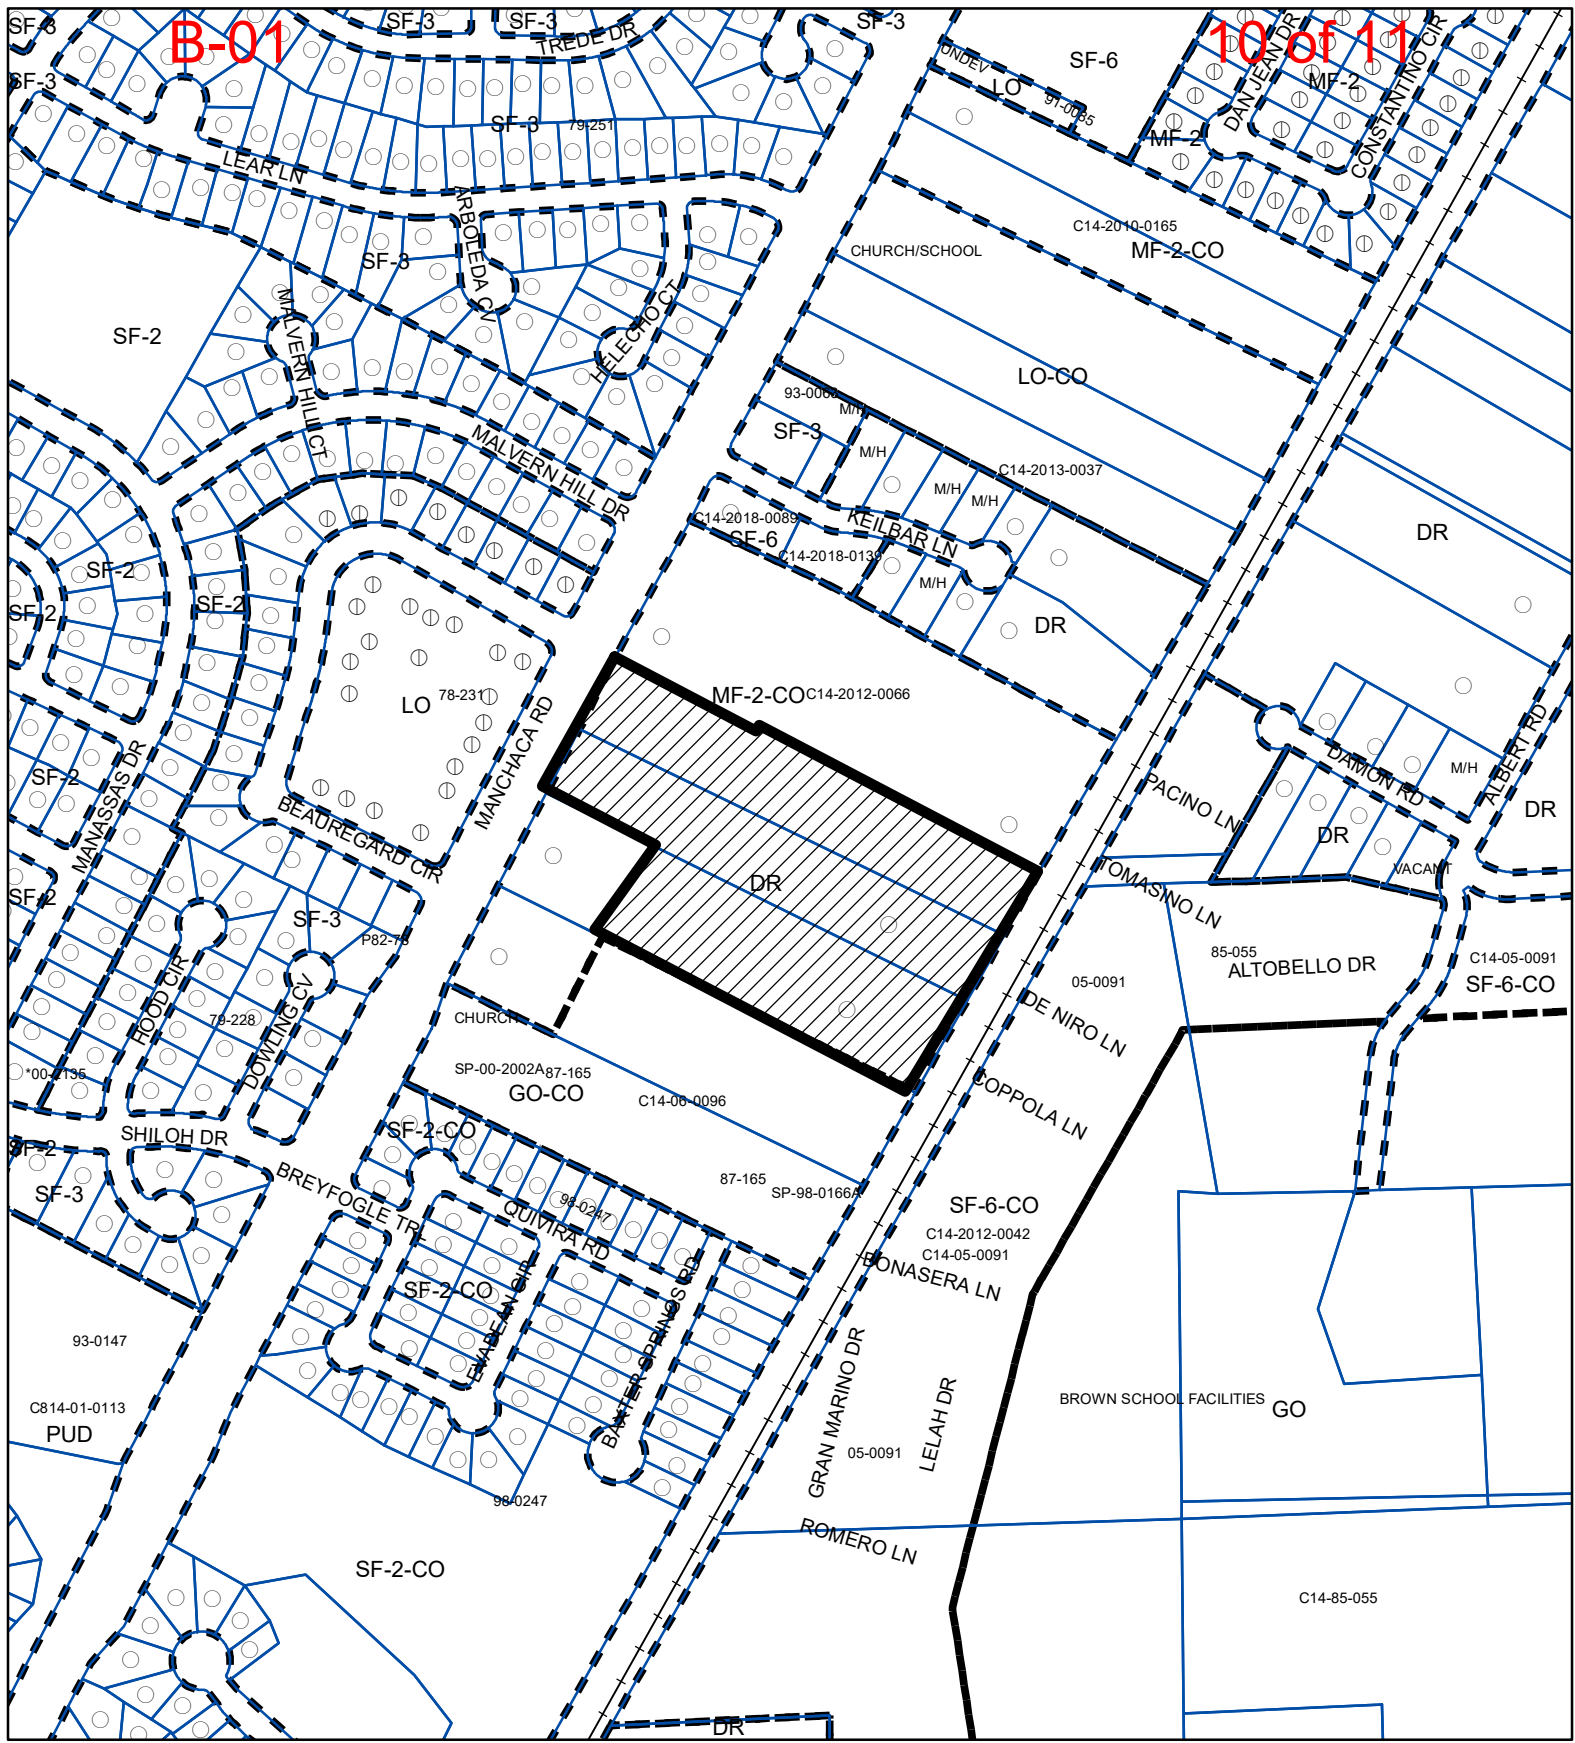 B-01
10 of 11
SF-3
SF-3
SF-3
SF-3
TREDE DR
SF-6
UNDEV
LO
91-0035
DAN JEAN DR
MF-2
CONSTANTINO CIR
SF-3
SF-3
79-251
MF-2
LEAR LN
ARBOLEDA CV
C14-2010-0165
MF-2-CO
CHURCH/SCHOOL
SF-3
SF-2
MALVERN HILL CT
HELECHO CT
LO-CO
93-0063
M/H
SF-3
M/H
MALVERN HILL DR
C14-2013-0037
M/H
M/H
C14-2018-0089
KEILBAR LN
SF-6
C14-2018-0139
DR
M/H
SF-2
SF-2
SF-2
DR
LO
78-231
MF-2-CO
C14-2012-0066
MANCHACA RD
SF-2
MANASSAS DR
BEAUREGARD CIR
PACINO LN
DAMON RD
M/H
ALBERT RD
DR
DR
VACANT
TOMASINO LN
DR
SF-2
SF-3
P82-78
85-055
ALTOBELLO DR
C14-05-0091
SF-6-CO
05-0091
DE NIRO LN
HOOD CIR
79-228
DOWLING CV
CHURCH
*00-2135
SP-00-2002A
87-165
GO-CO
C14-06-0096
COPPOLA LN
SF-2-CO
SHILOH DR
SF-2
SF-3
BREYFOGLE TRL
87-165
SP-98-0166A
98-0247
QUIVIRA RD
SF-6-CO
C14-2012-0042
C14-05-0091
BONASERA LN
SF-2-CO
EVADEAN CIR
BAXTER SPRINGS RD
93-0147
GRAN MARINO DR
LELAH DR
BROWN SCHOOL FACILITIES
GO
C814-01-0113
PUD
05-0091
98-0247
ROMERO LN
SF-2-CO
C14-85-055
DR